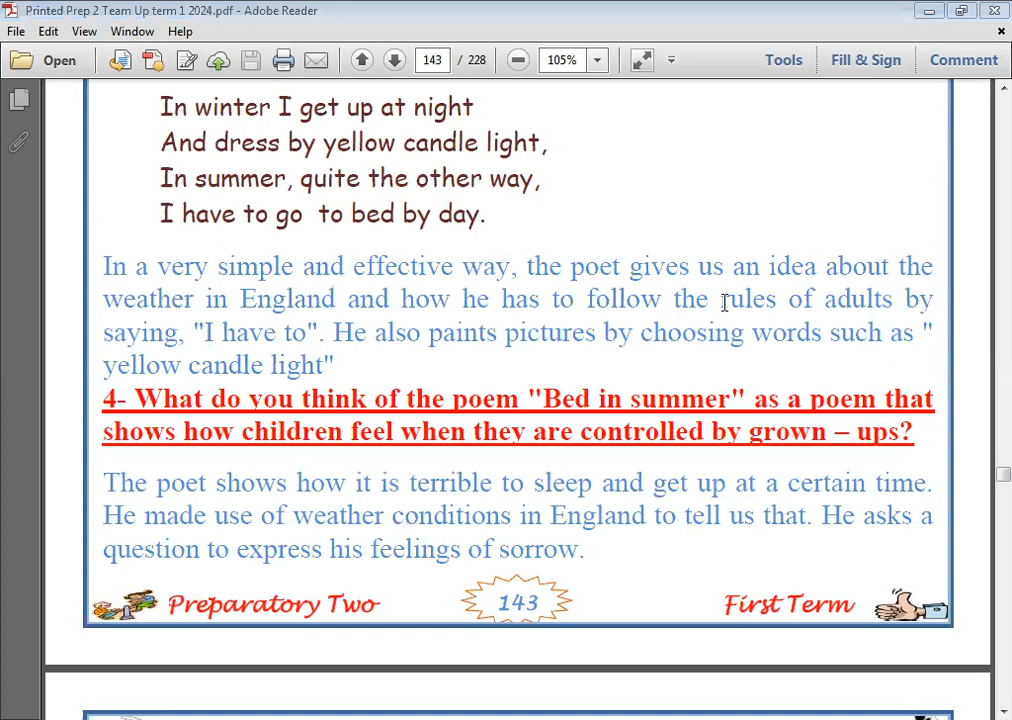 Printed Prep 2 Team Up term 1 2024.pdf - Adobe Reader
File Edit View Window Help
Open 143 / 228 105% Tools Fill & Sign Comment
In winter I get up at night
And dress by yellow candle light,
In summer, quite the other way,
I have to go to bed by day.
In a very simple and effective way, the poet gives us an idea about the
weather in England and how he has to follow the rules of adults by
saying, "I have to". He also paints pictures by choosing words such as "
yellow candle light"
4- What do you think of the poem "Bed in summer" as a poem that
shows how children feel when they are controlled by grown – ups?
The poet shows how it is terrible to sleep and get up at a certain time.
He made use of weather conditions in England to tell us that. He asks a
question to express his feelings of sorrow.
Preparatory Two 143 First Term